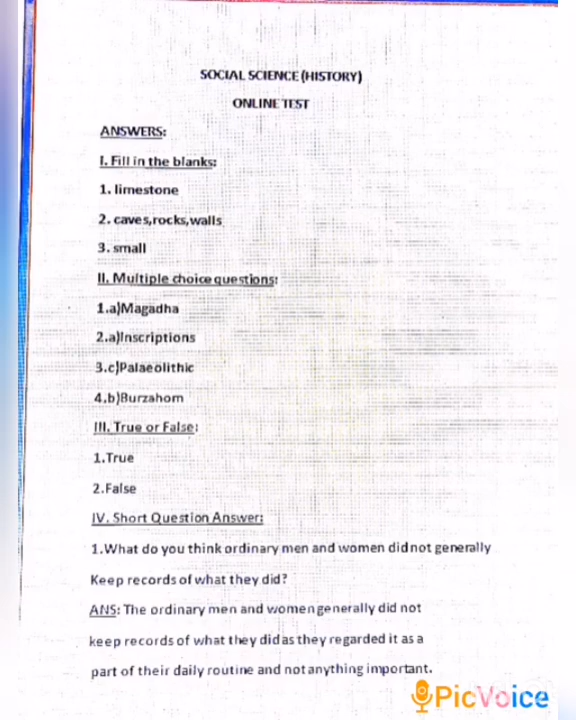 SOCIAL SCIENCE (HISTORY)
ONLINE TEST
ANSWERS:
I. Fill in the blanks:
1. limestone
2. caves,rocks,walls
3. small
II. Multiple choice questions:
1.a)Magadha
2.a)Inscriptions
3.c)Palaeolithic
4.b)Burzahom
III. True or False:
1.True
2.False
IV. Short Question Answer:
1.What do you think ordinary men and women did not generally
Keep records of what they did?
ANS: The ordinary men and women generally did not
keep records of what they did as they regarded it as a
part of their daily routine and not anything important.
PicVoice